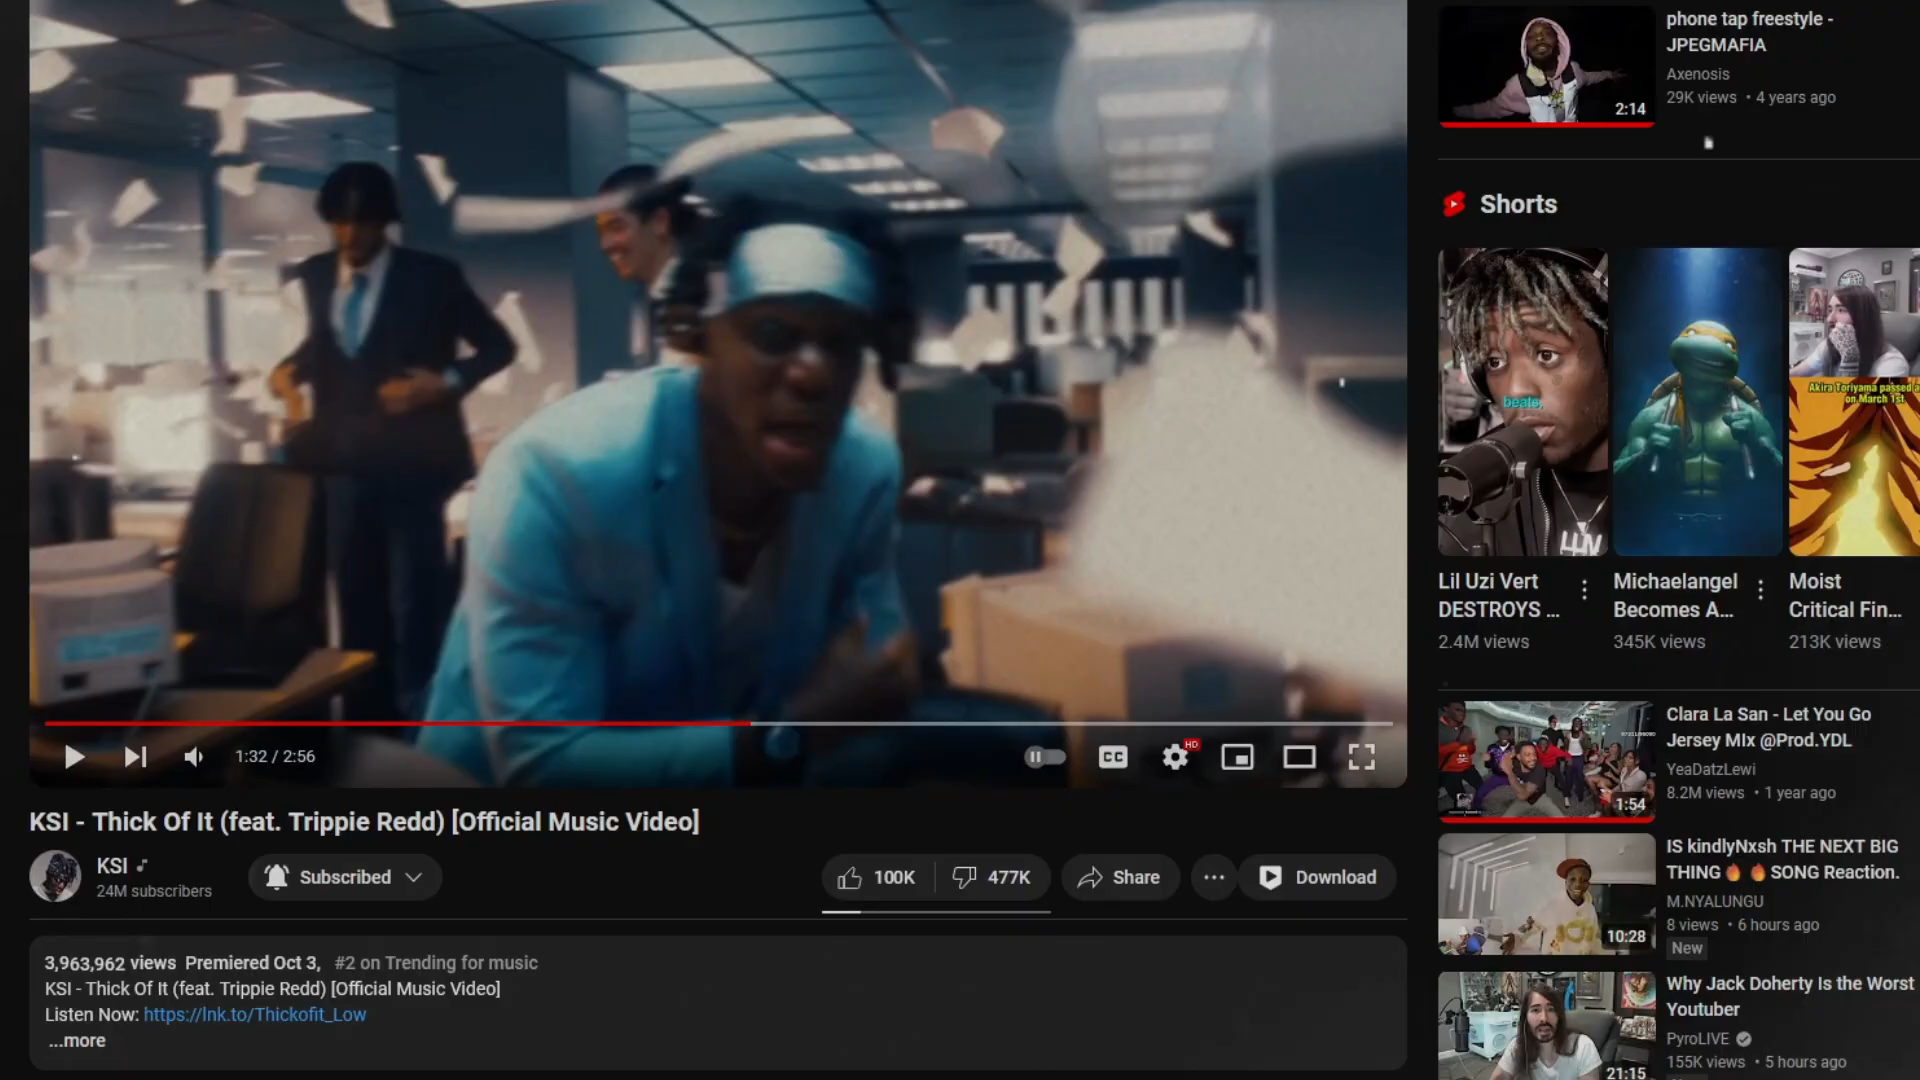 1:32 / 2:56
CC
HD
KSI - Thick Of It (feat. Trippie Redd) [Official Music Video]
KSI
24M subscribers
Subscribed
100K
477K
Share
Download
3,963,962 views Premiered Oct 3, #2 on Trending for music
KSI - Thick Of It (feat. Trippie Redd) [Official Music Video]
Listen Now: https://lnk.to/Thickofit_Low
...more
phone tap freestyle -
JPEGMAFIA
Axenosis
29K views • 4 years ago
2:14
Shorts
beats,
LUV
Akira Toriyama passed a
on March 1st
Lil Uzi Vert
DESTROYS ...
2.4M views
Michaelangel
Becomes A...
345K views
Moist
Critical Fin...
213K views
Clara La San - Let You Go
Jersey MIx @Prod.YDL
YeaDatzLewi
8.2M views • 1 year ago
1:54
IS kindlyNxsh THE NEXT BIG
THING🔥🔥SONG Reaction.
M.NYALUNGU
8 views • 6 hours ago
New
10:28
Why Jack Doherty Is the Worst
Youtuber
PyroLIVE
155K views • 5 hours ago
21:15